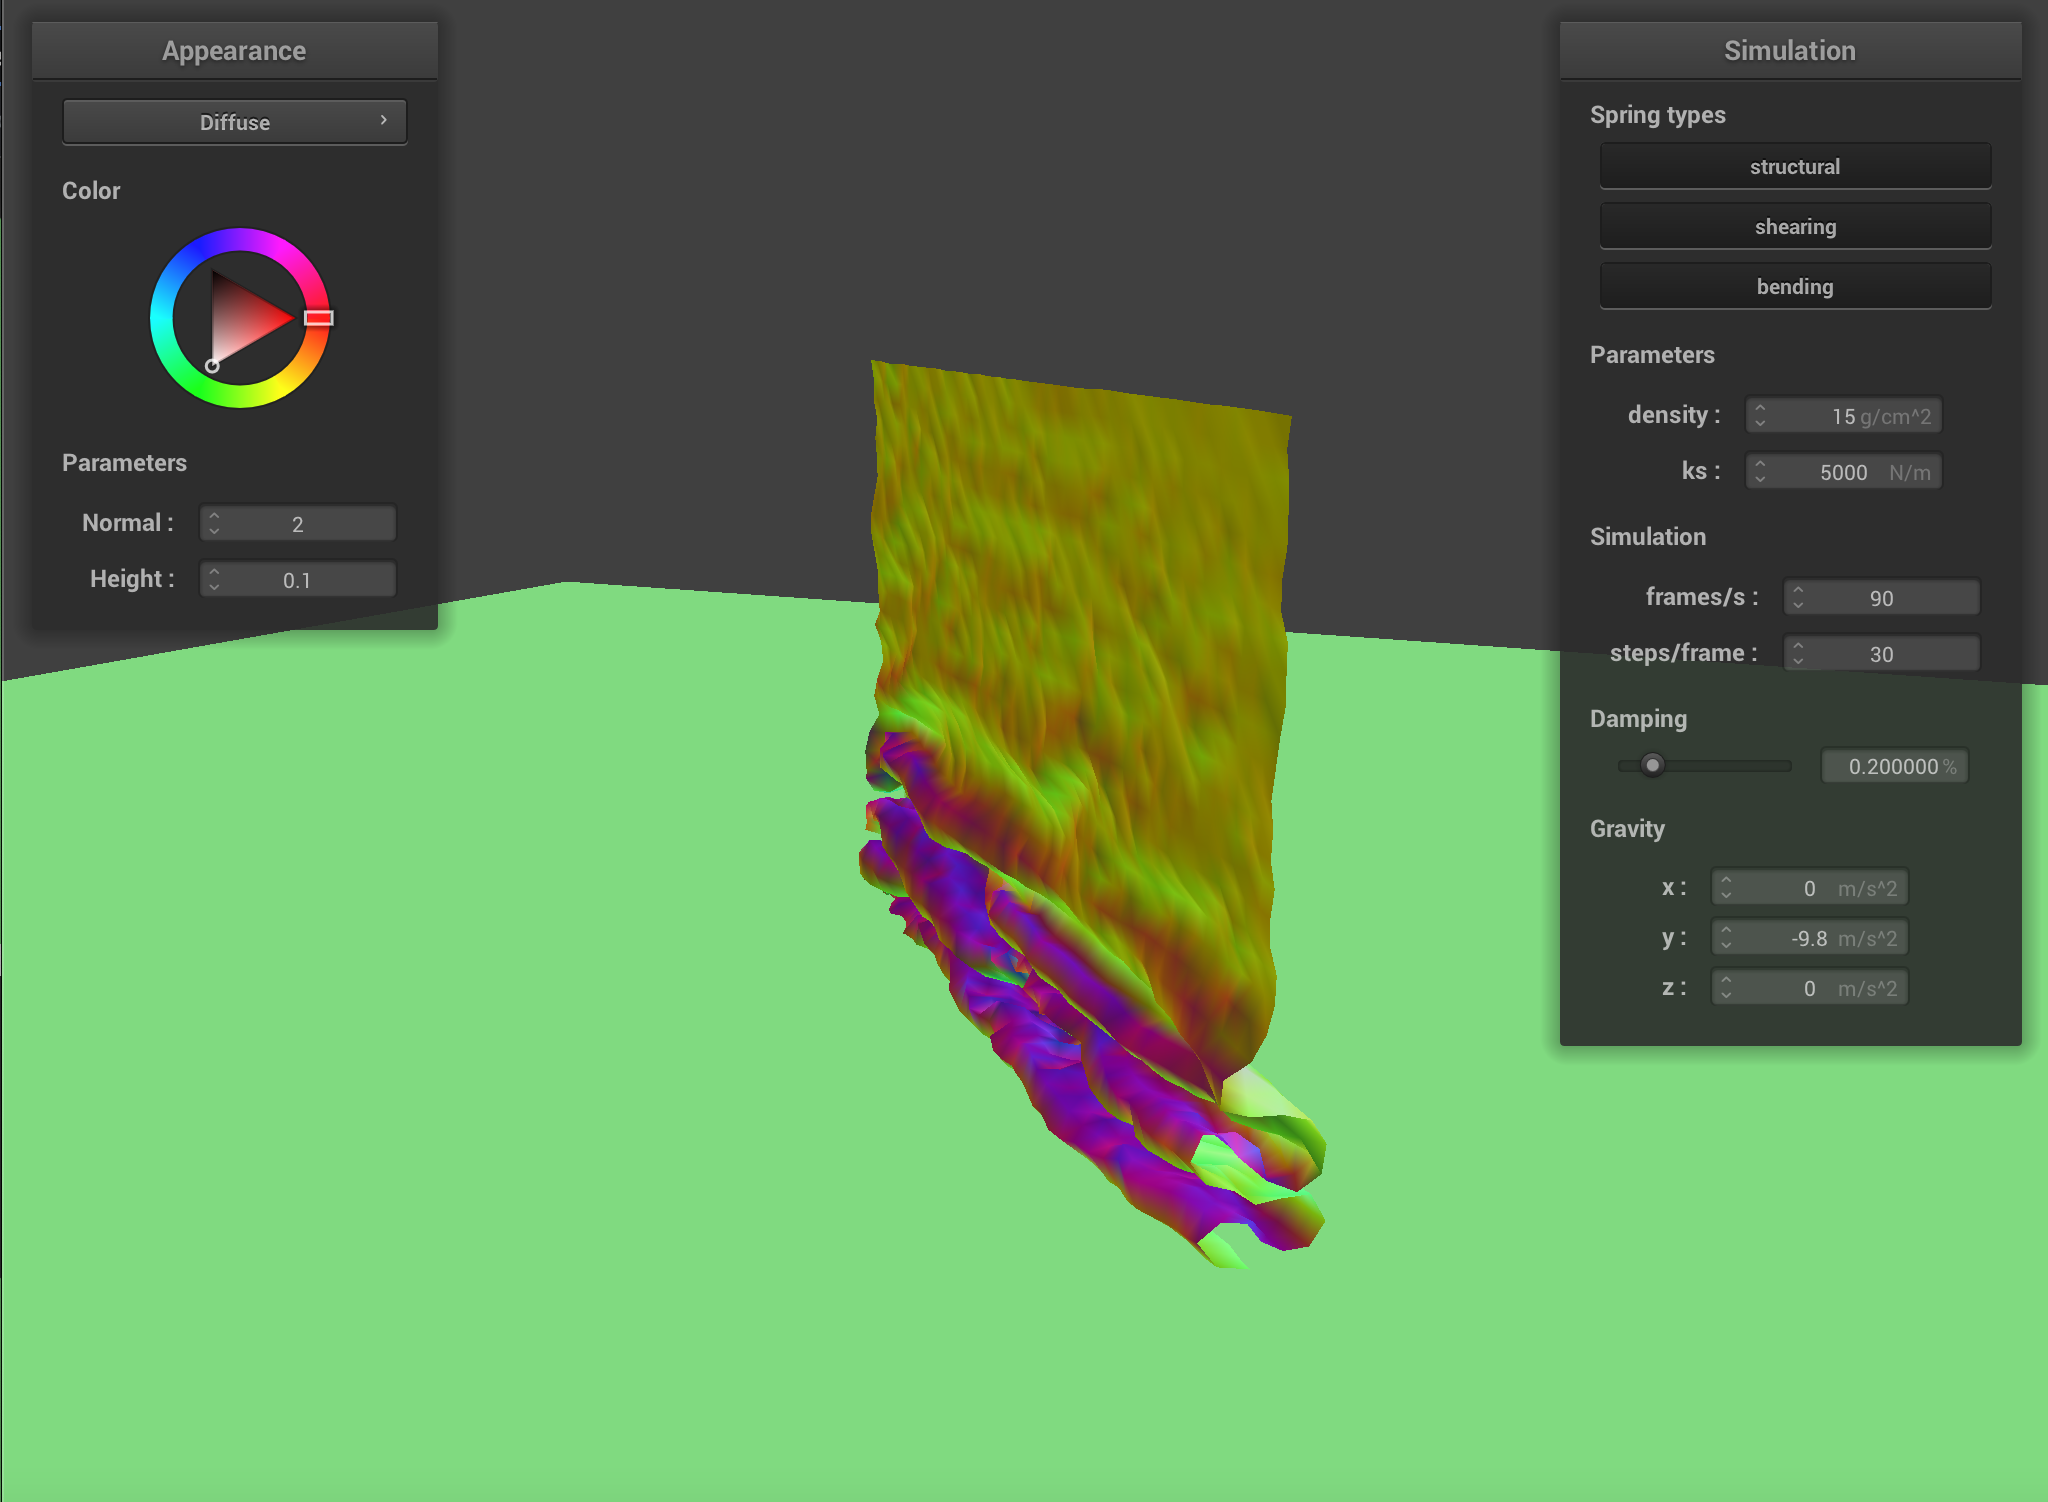 Appearance
Diffuse ›
Color
Parameters
Normal : 2
Height : 0.1
Simulation
Spring types
structural
shearing
bending
Parameters
density : 15 g/cm^2
ks : 5000 N/m
Simulation
frames/s : 90
steps/frame : 30
Damping
0.200000 %
Gravity
x : 0 m/s^2
y : -9.8 m/s^2
z : 0 m/s^2